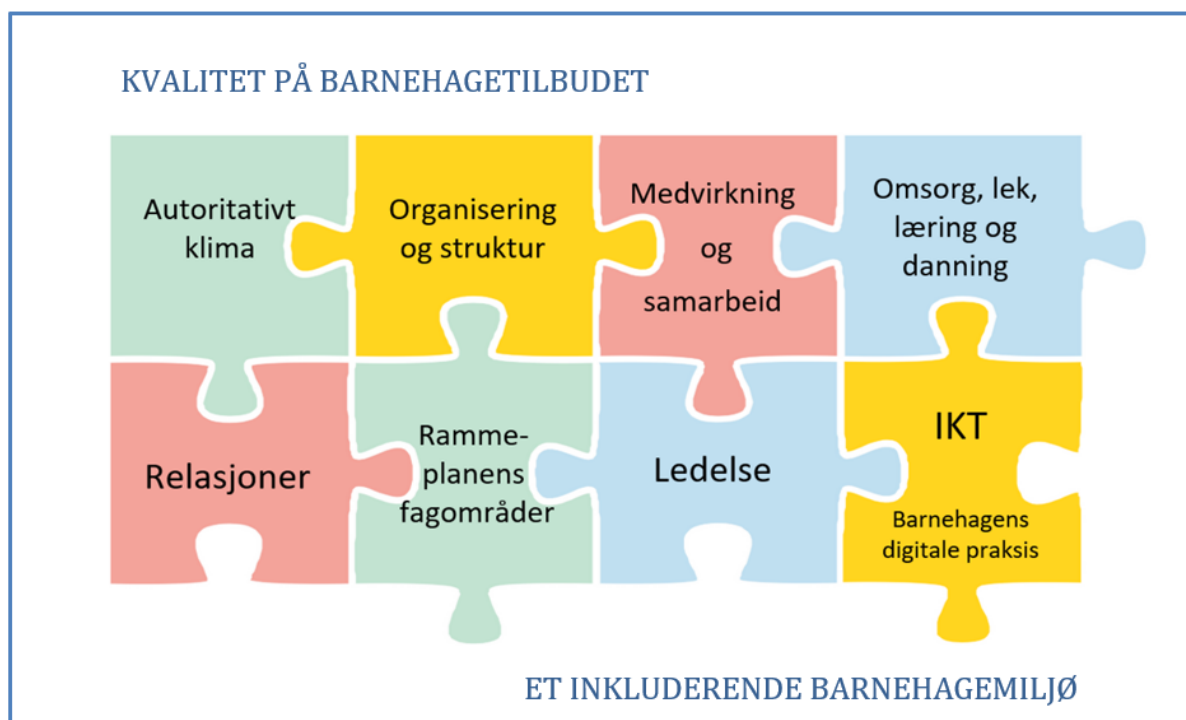 KVALITET PÅ BARNEHAGETILBUDET
Autoritativt
klima
Organisering
og struktur
Medvirkning
og
samarbeid
Omsorg, lek,
læring og
danning
Relasjoner
Ramme-
planens
fagområder
Ledelse
IKT
Barnehagens
digitale praksis
ET INKLUDERENDE BARNEHAGEMILJØ